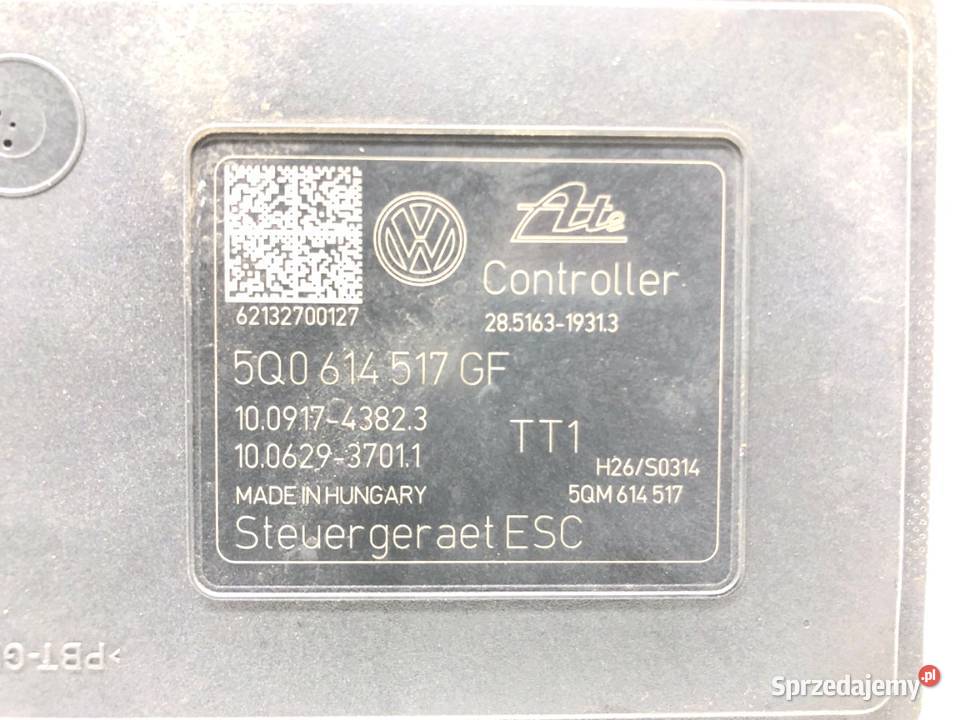 Ate
Controller
62132700127
28.5163-1931.3
5Q0 614 517 GF
10.0917-4382.3
TT1
10.0629-3701.1
H26/S0314
MADE IN HUNGARY
5QM 614 517
Steuergeraet ESC
>PBT-G
Sprzedajemy.pl